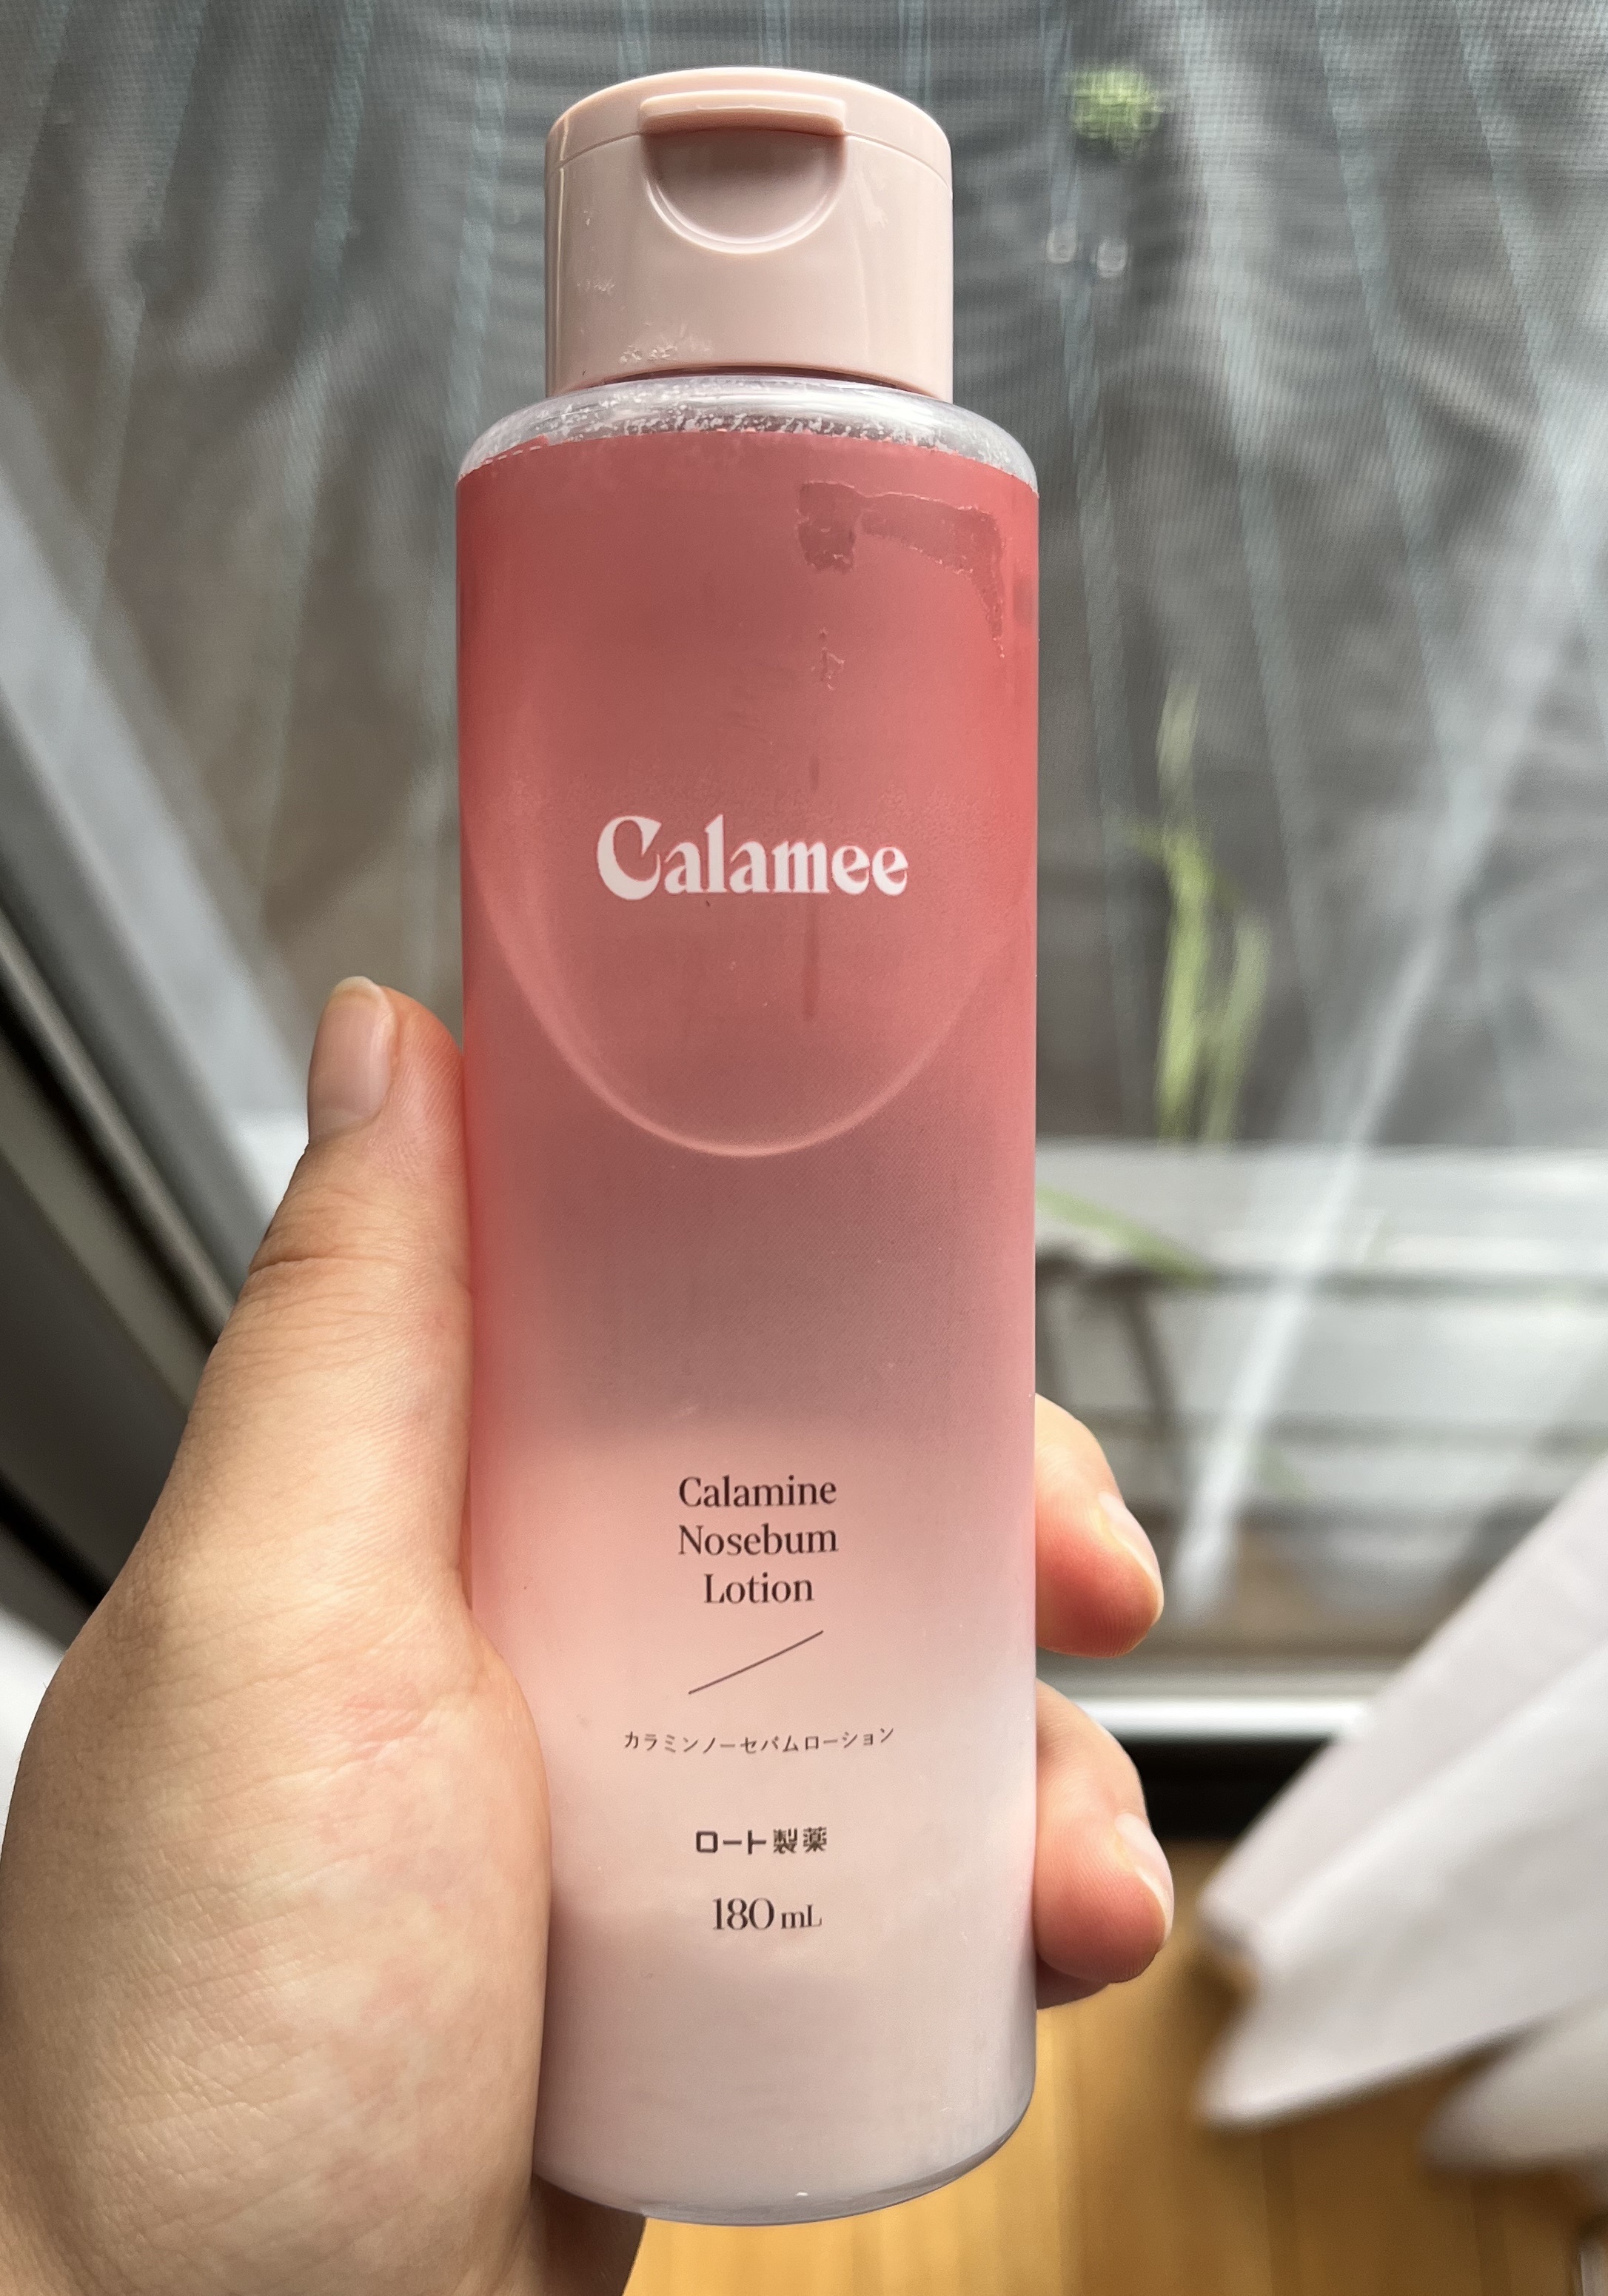 Calamee
Calamine
Nosebum
Lotion
カラミンノーセバムローション
ロート製薬
180mL